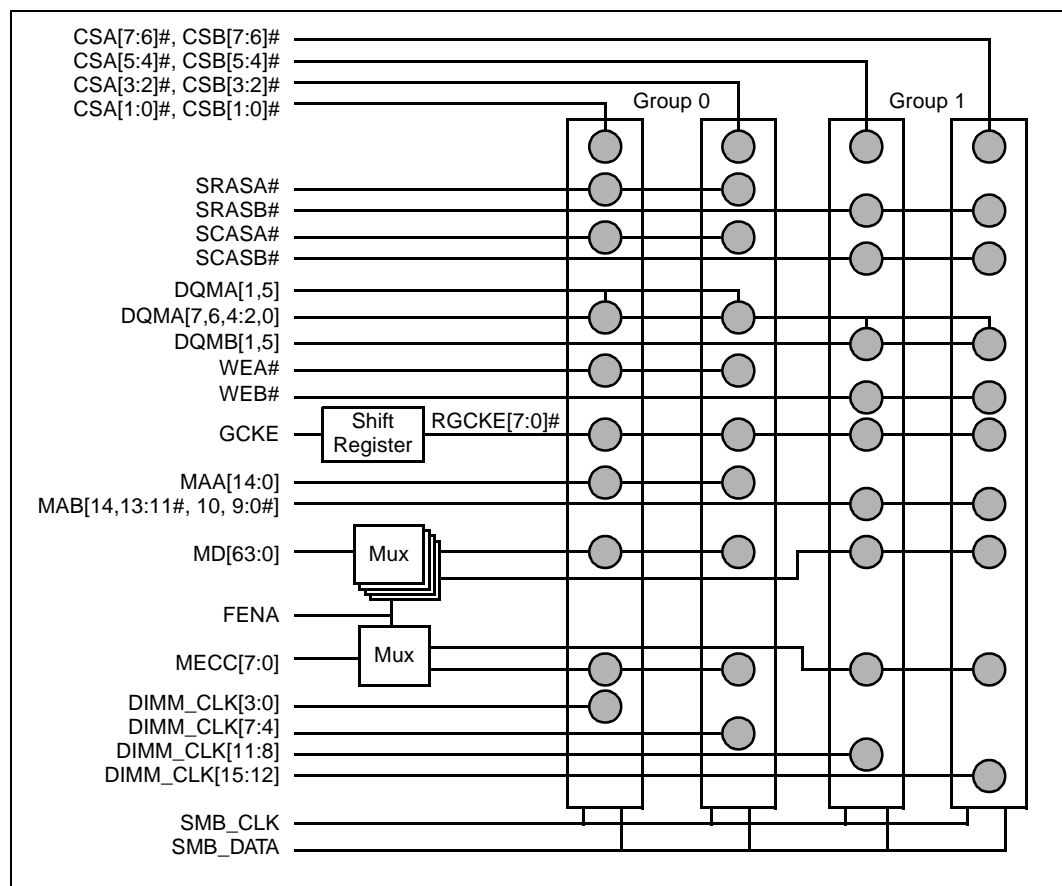 CSA[7:6]#, CSB[7:6]#
CSA[5:4]#, CSB[5:4]#
CSA[3:2]#, CSB[3:2]#
CSA[1:0]#, CSB[1:0]#
Group 0
Group 1
SRASA#
SRASB#
SCASA#
SCASB#
DQMA[1,5]
DQMA[7,6,4:2,0]
DQMB[1,5]
WEA#
WEB#
GCKE
Shift
Register
RGCKE[7:0]#
MAA[14:0]
MAB[14,13:11#, 10, 9:0#]
MD[63:0]
Mux
FENA
MECC[7:0]
Mux
DIMM_CLK[3:0]
DIMM_CLK[7:4]
DIMM_CLK[11:8]
DIMM_CLK[15:12]
SMB_CLK
SMB_DATA